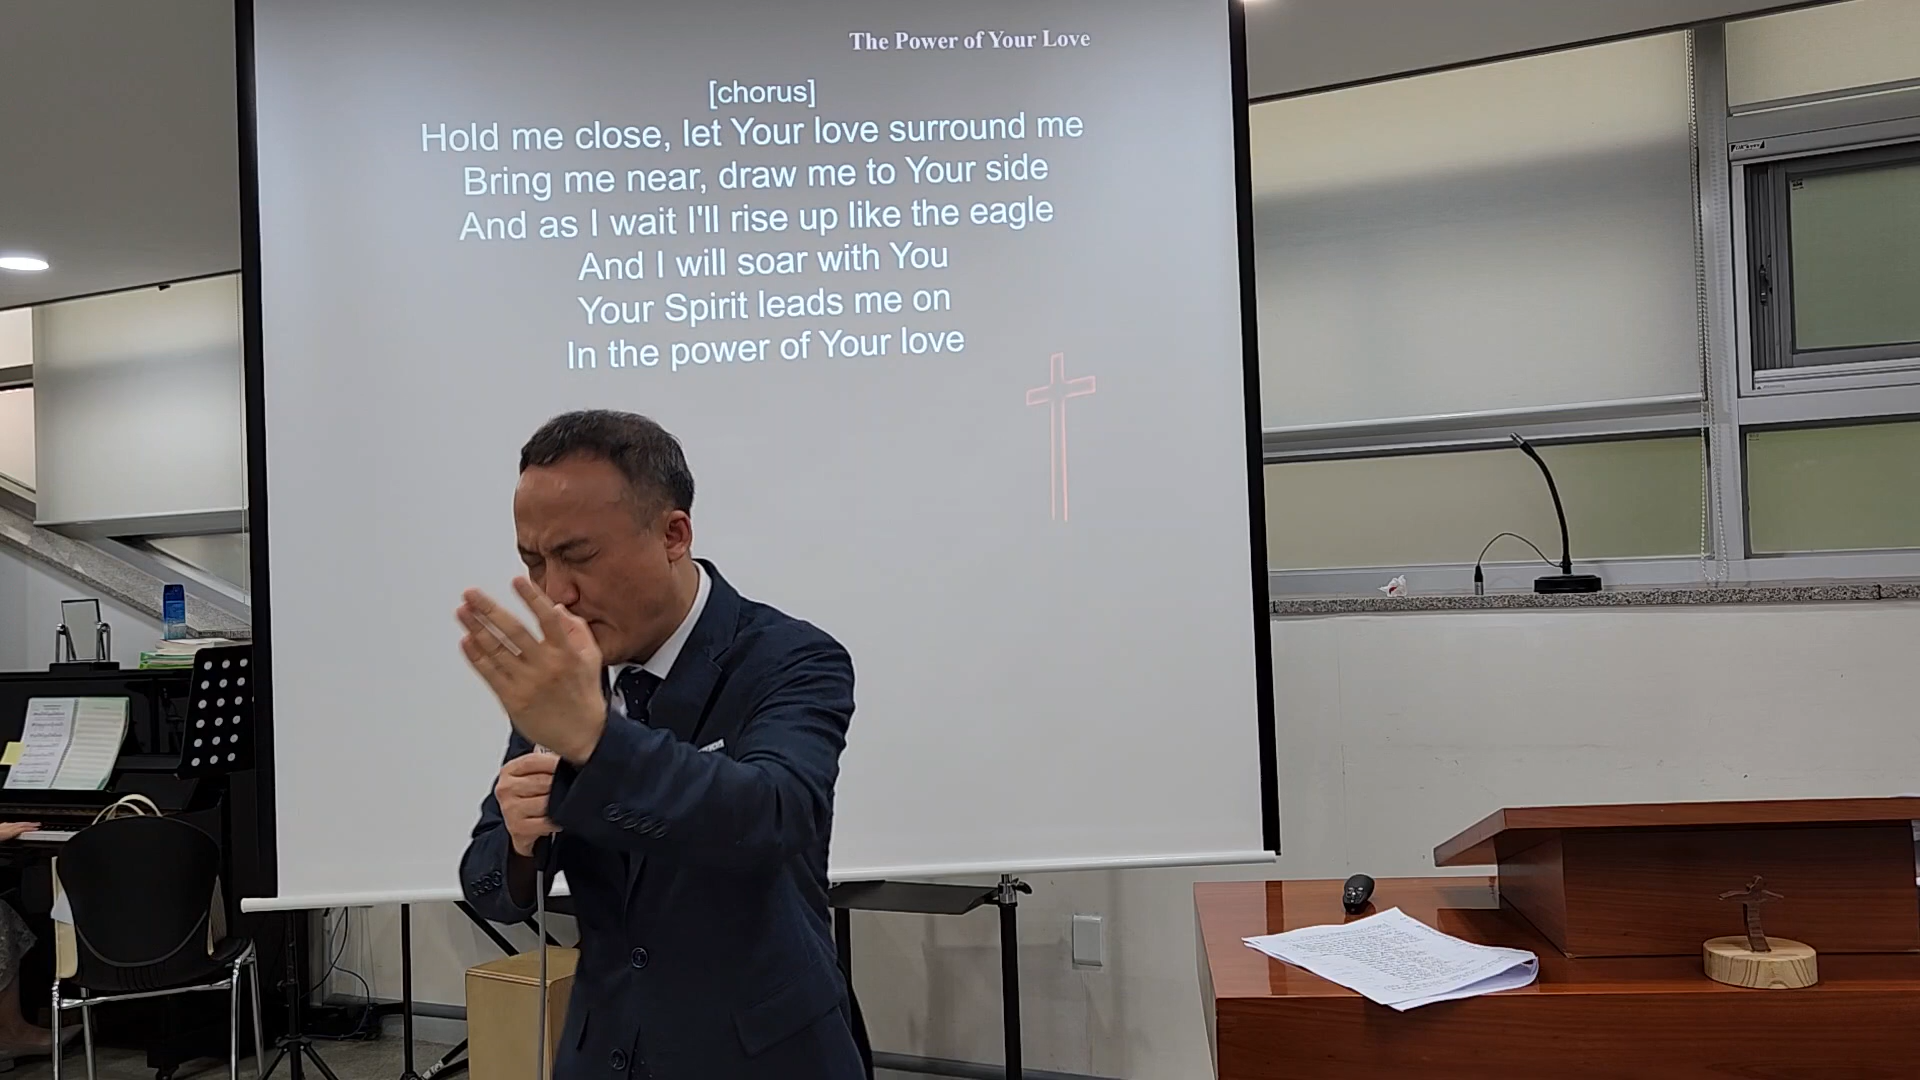 The Power of Your Love
[chorus]
Hold me close, let Your love surround me
Bring me near, draw me to Your side
And as I wait I'll rise up like the eagle
And I will soar with You
Your Spirit leads me on
In the power of Your love